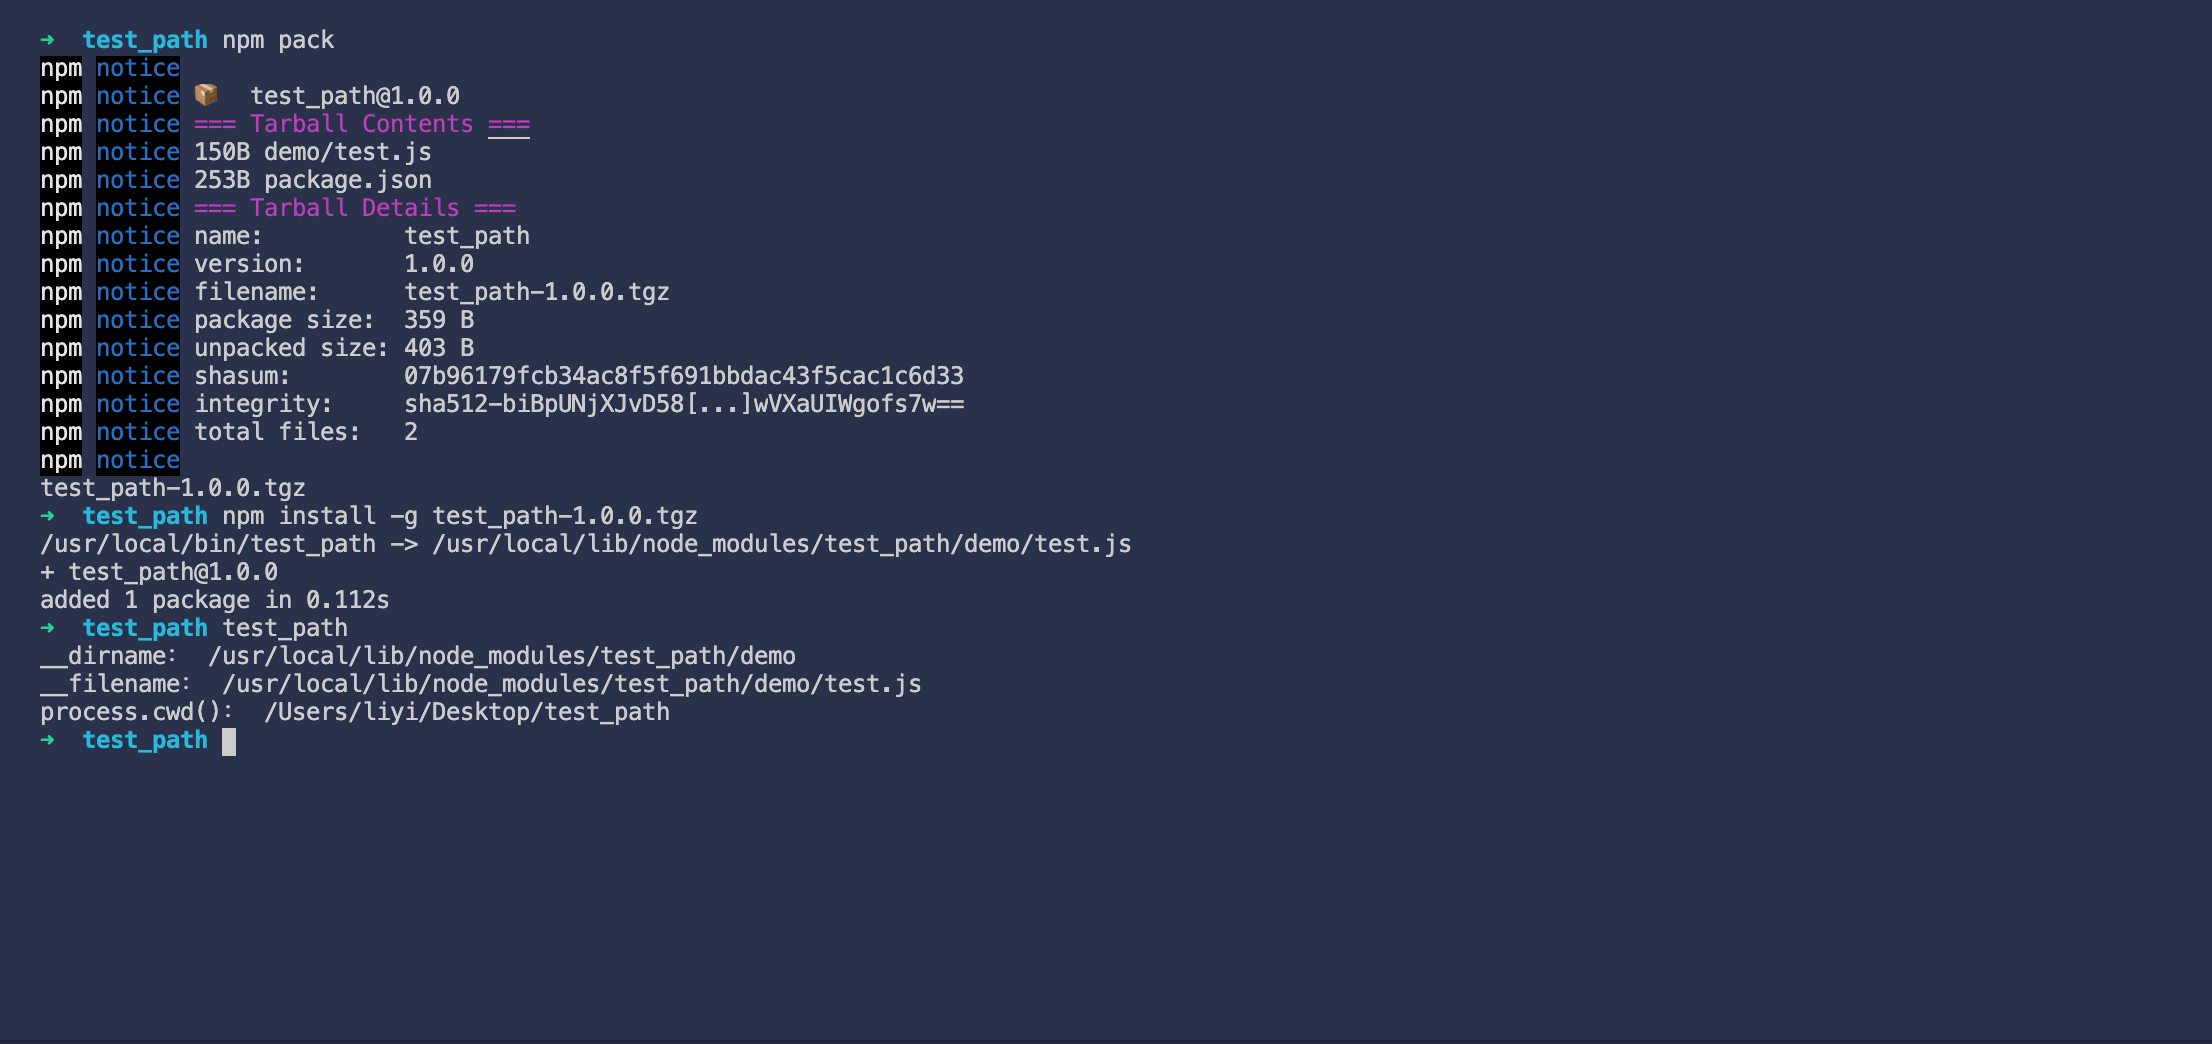 ➜  test_path npm pack
npm notice
npm notice 📦  test_path@1.0.0
npm notice === Tarball Contents ===
npm notice 150B demo/test.js
npm notice 253B package.json
npm notice === Tarball Details ===
npm notice name:          test_path
npm notice version:       1.0.0
npm notice filename:      test_path-1.0.0.tgz
npm notice package size:  359 B
npm notice unpacked size: 403 B
npm notice shasum:        07b96179fcb34ac8f5f691bbdac43f5cac1c6d33
npm notice integrity:     sha512-biBpUNjXJvD58[...]wVXaUIWgofs7w==
npm notice total files:   2
npm notice
test_path-1.0.0.tgz
➜  test_path npm install -g test_path-1.0.0.tgz
/usr/local/bin/test_path -> /usr/local/lib/node_modules/test_path/demo/test.js
+ test_path@1.0.0
added 1 package in 0.112s
➜  test_path test_path
__dirname:  /usr/local/lib/node_modules/test_path/demo
__filename:  /usr/local/lib/node_modules/test_path/demo/test.js
process.cwd():  /Users/liyi/Desktop/test_path
➜  test_path